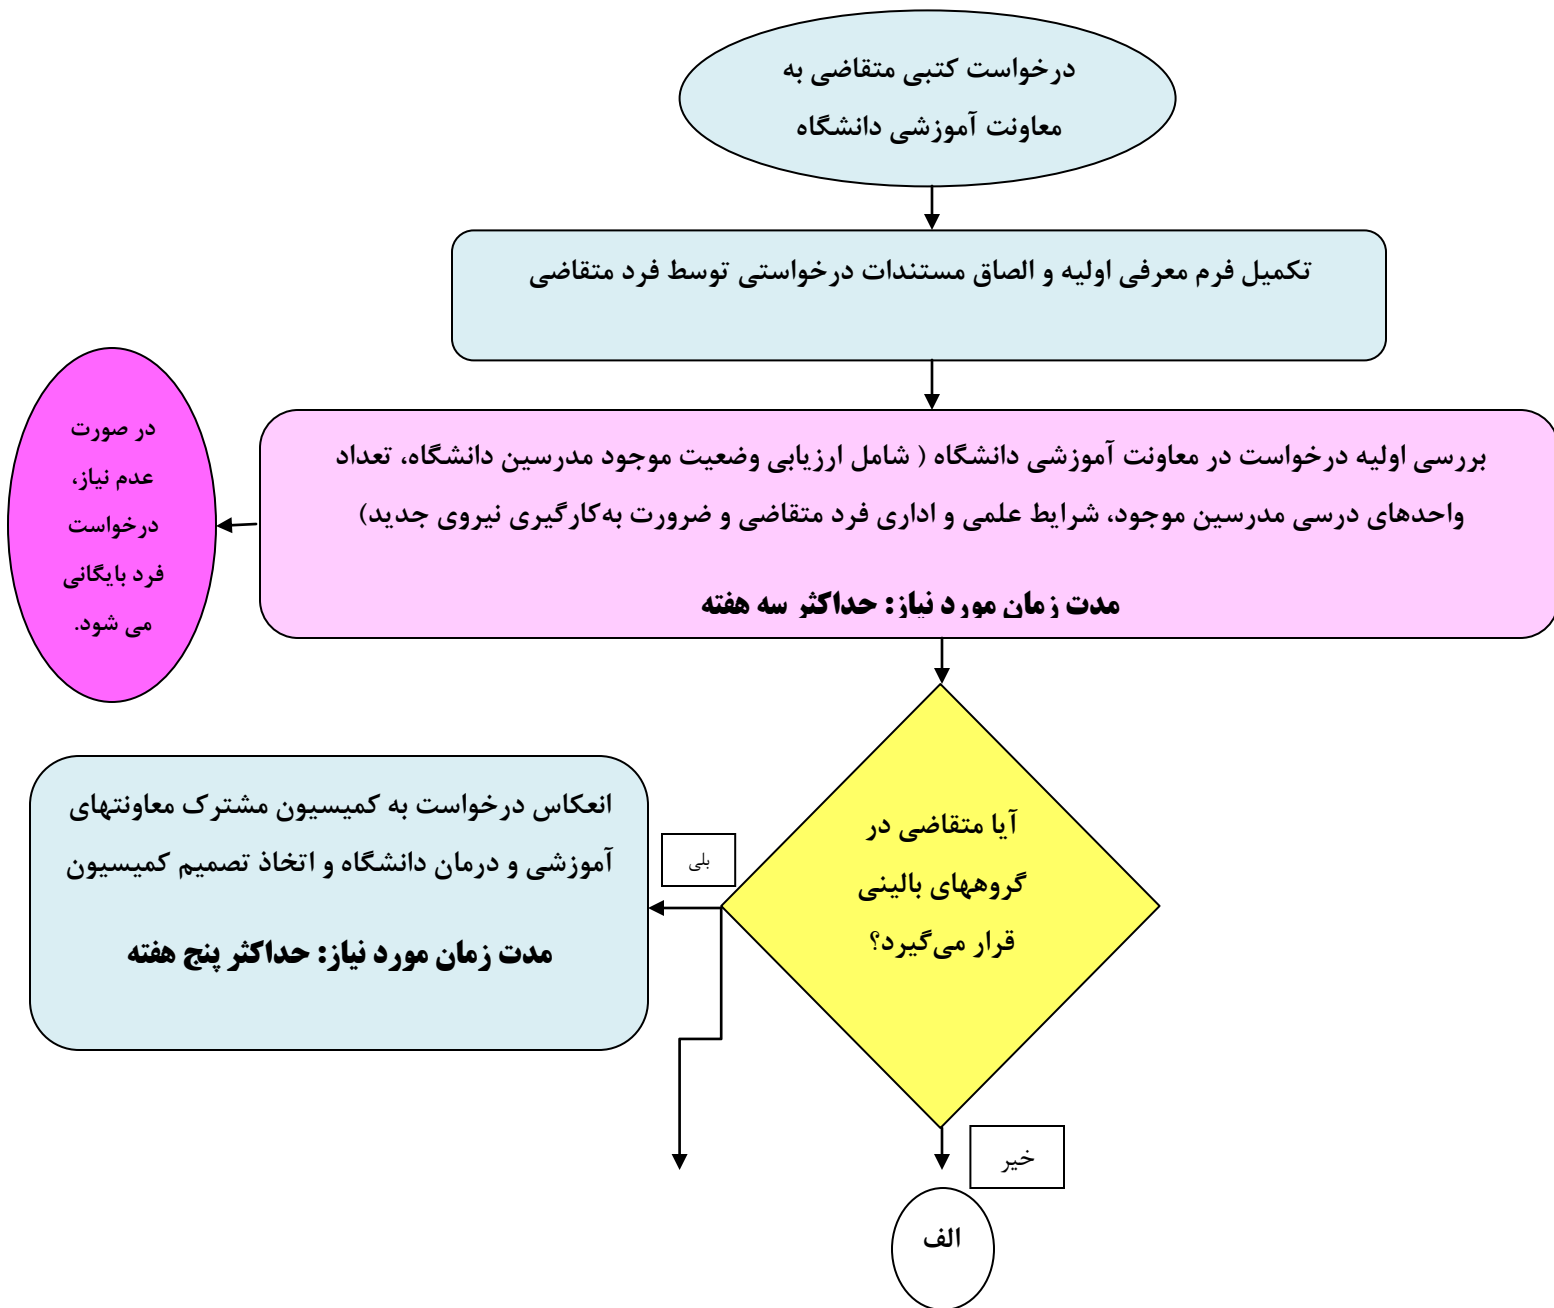 درخواست کتبی متقاضی به
معاونت آموزشی دانشگاه
تکمیل فرم معرفی اولیه و الصاق مستندات درخواستی توسط فرد متقاضی
بررسی اولیه درخواست در معاونت آموزشی دانشگاه ( شامل ارزیابی وضعیت موجود مدرسین دانشگاه، تعداد
واحدهای درسی مدرسین موجود، شرایط علمی و اداری فرد متقاضی و ضرورت به‌کارگیری نیروی جدید)
مدت زمان مورد نیاز: حداکثر سه هفته
در صورت
عدم نیاز،
درخواست
فرد بایگانی
می شود.
آیا متقاضی در
گروههای بالینی
قرار می‌گیرد؟
بلی
انعکاس درخواست به کمیسیون مشترک معاونتهای
آموزشی و درمان دانشگاه و اتخاذ تصمیم کمیسیون
مدت زمان مورد نیاز: حداکثر پنج هفته
خیر
الف